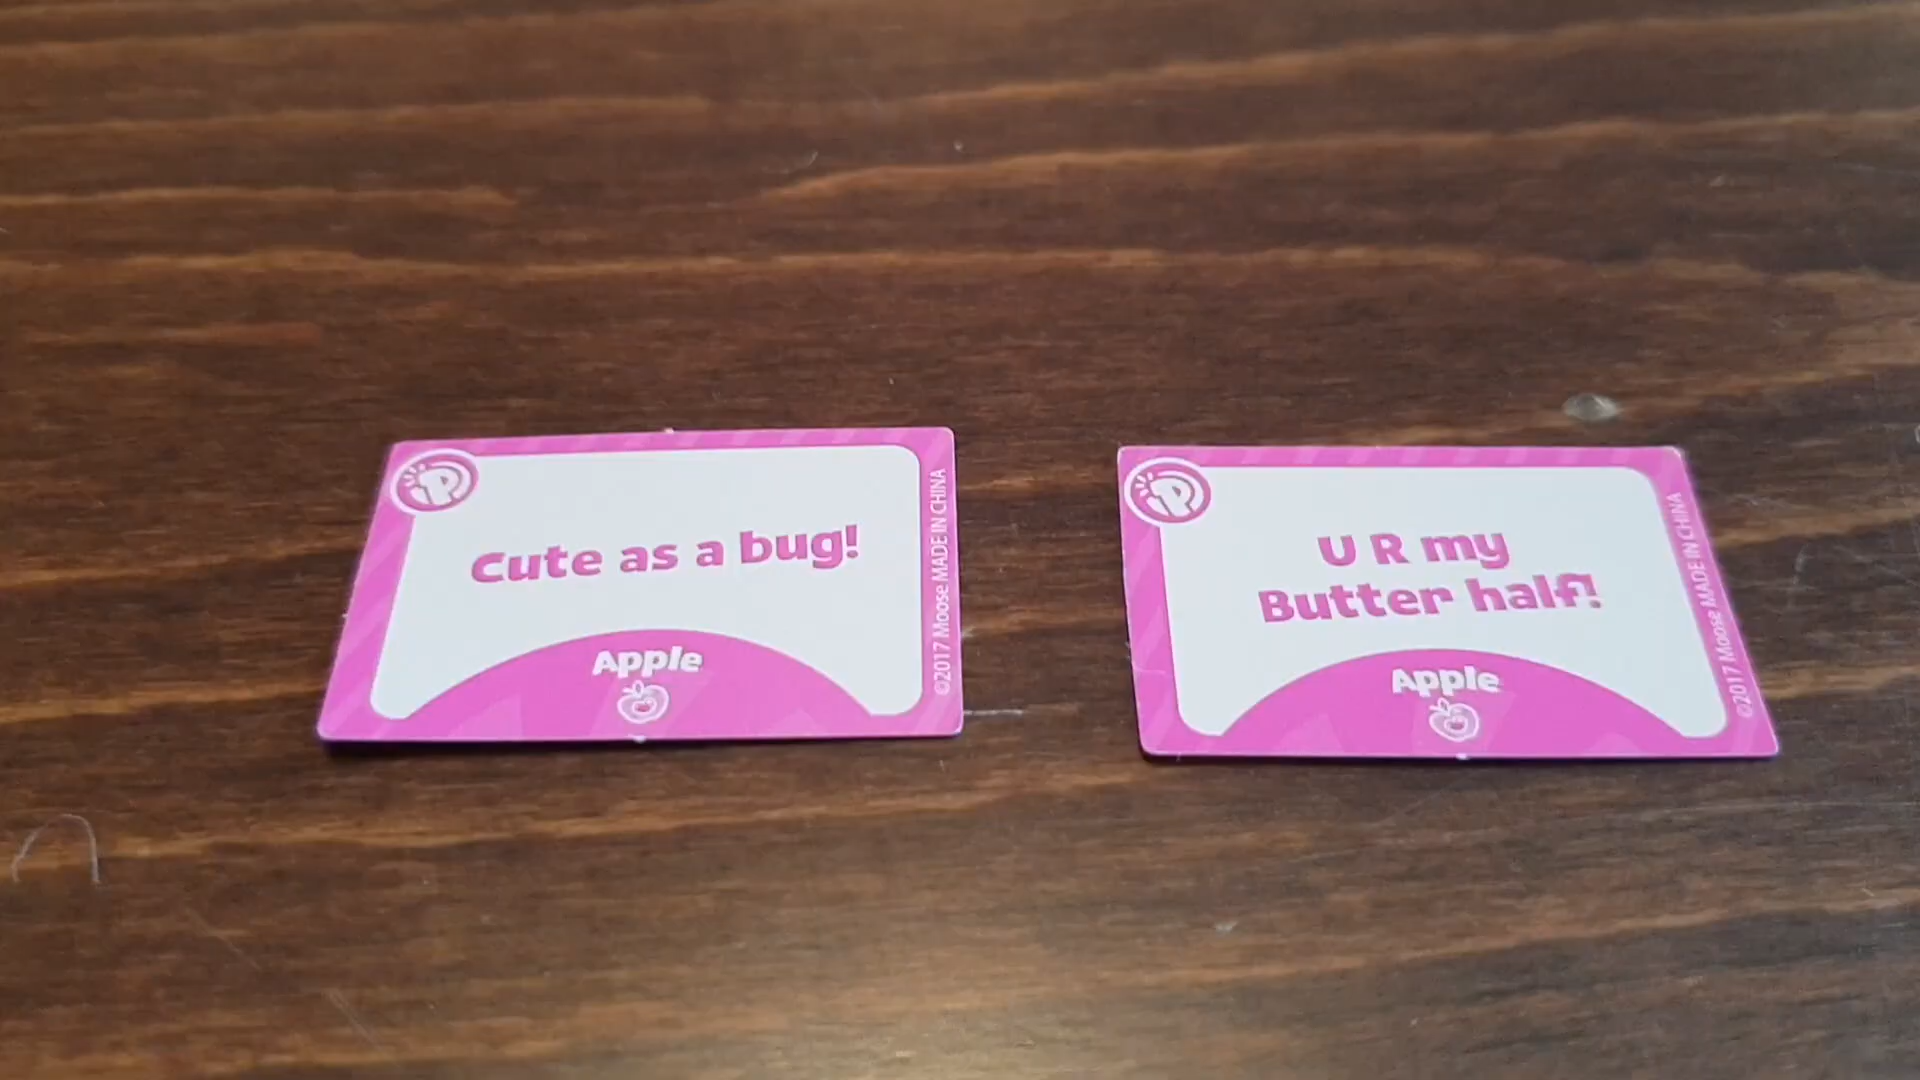 Cute as a bug!
Apple
©2017 Moose MADE IN CHINA
U R my
Butter half!
Apple
©2017 Moose MADE IN CHINA